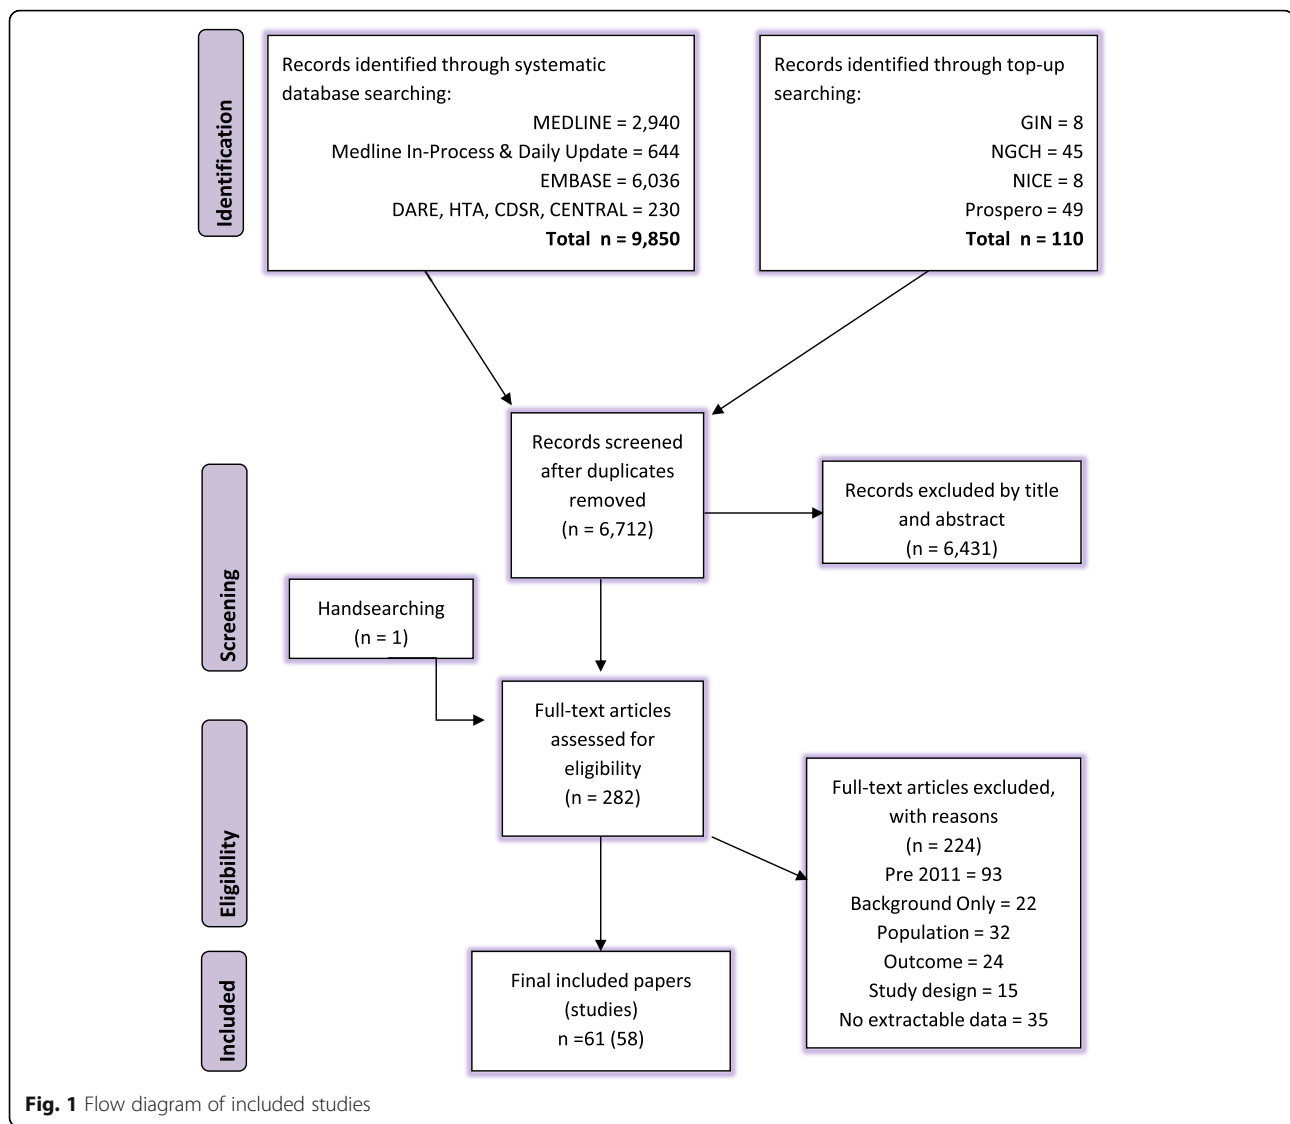 Identification
Records identified through systematic
database searching:
MEDLINE = 2,940
Medline In-Process & Daily Update = 644
EMBASE = 6,036
DARE, HTA, CDSR, CENTRAL = 230
Total n = 9,850
Records identified through top-up
searching:
GIN = 8
NGCH = 45
NICE = 8
Prospero = 49
Total n = 110
Screening
Records screened
after duplicates
removed
(n = 6,712)
Records excluded by title
and abstract
(n = 6,431)
Handsearching
(n = 1)
Eligibility
Full-text articles
assessed for
eligibility
(n = 282)
Full-text articles excluded,
with reasons
(n = 224)
Pre 2011 = 93
Background Only = 22
Population = 32
Outcome = 24
Study design = 15
No extractable data = 35
Included
Final included papers
(studies)
n =61 (58)
Fig. 1 Flow diagram of included studies